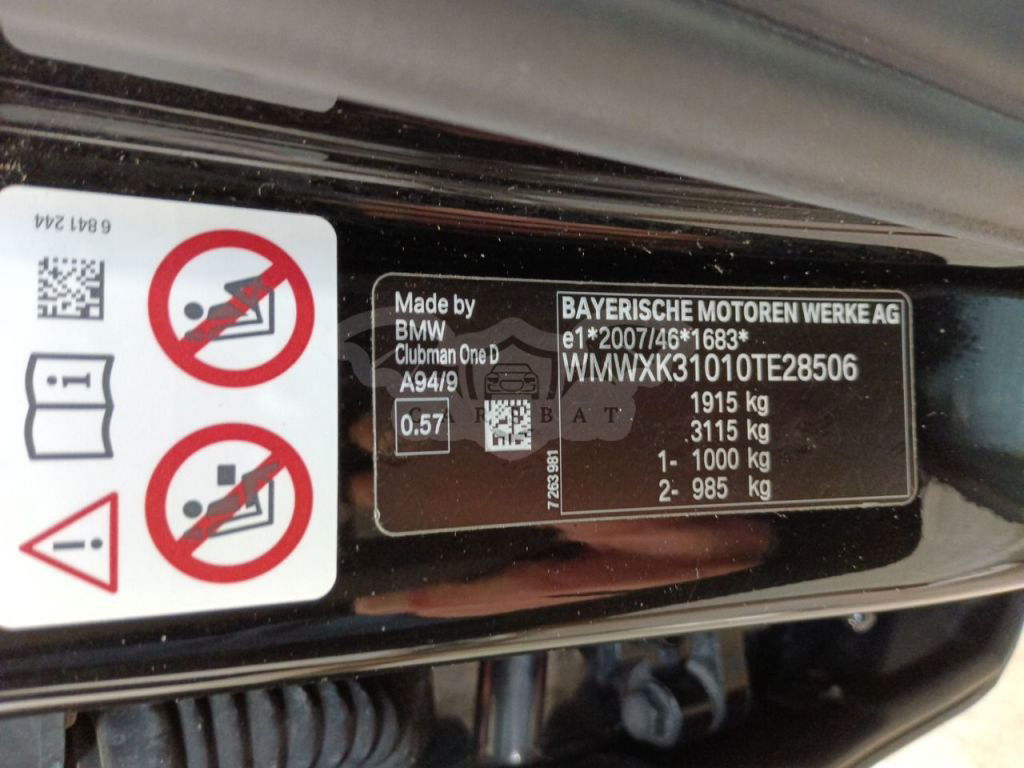 6 841 244
Made by
BMW
Clubman One D
A94/9
0.57
7 263 981
BAYERISCHE MOTOREN WERKE AG
e1*2007/46*1683*
WMWXK31010TE28506
1915 kg
3115 kg
1- 1000 kg
2- 985 kg